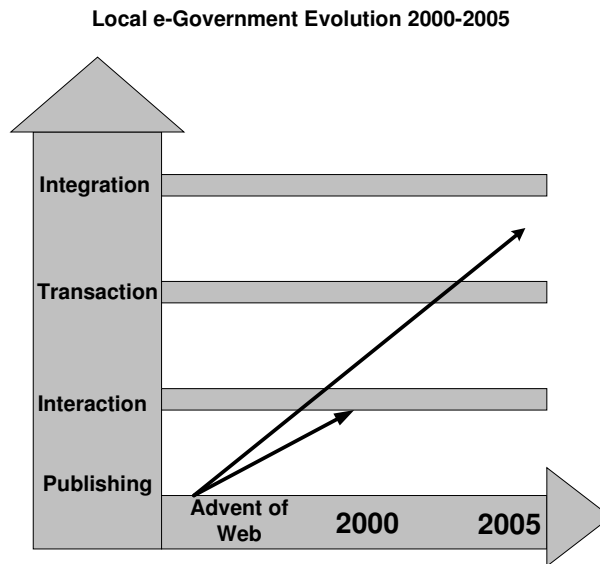 Local e-Government Evolution 2000-2005
Integration
Transaction
Interaction
Publishing
Advent of
Web
2000
2005